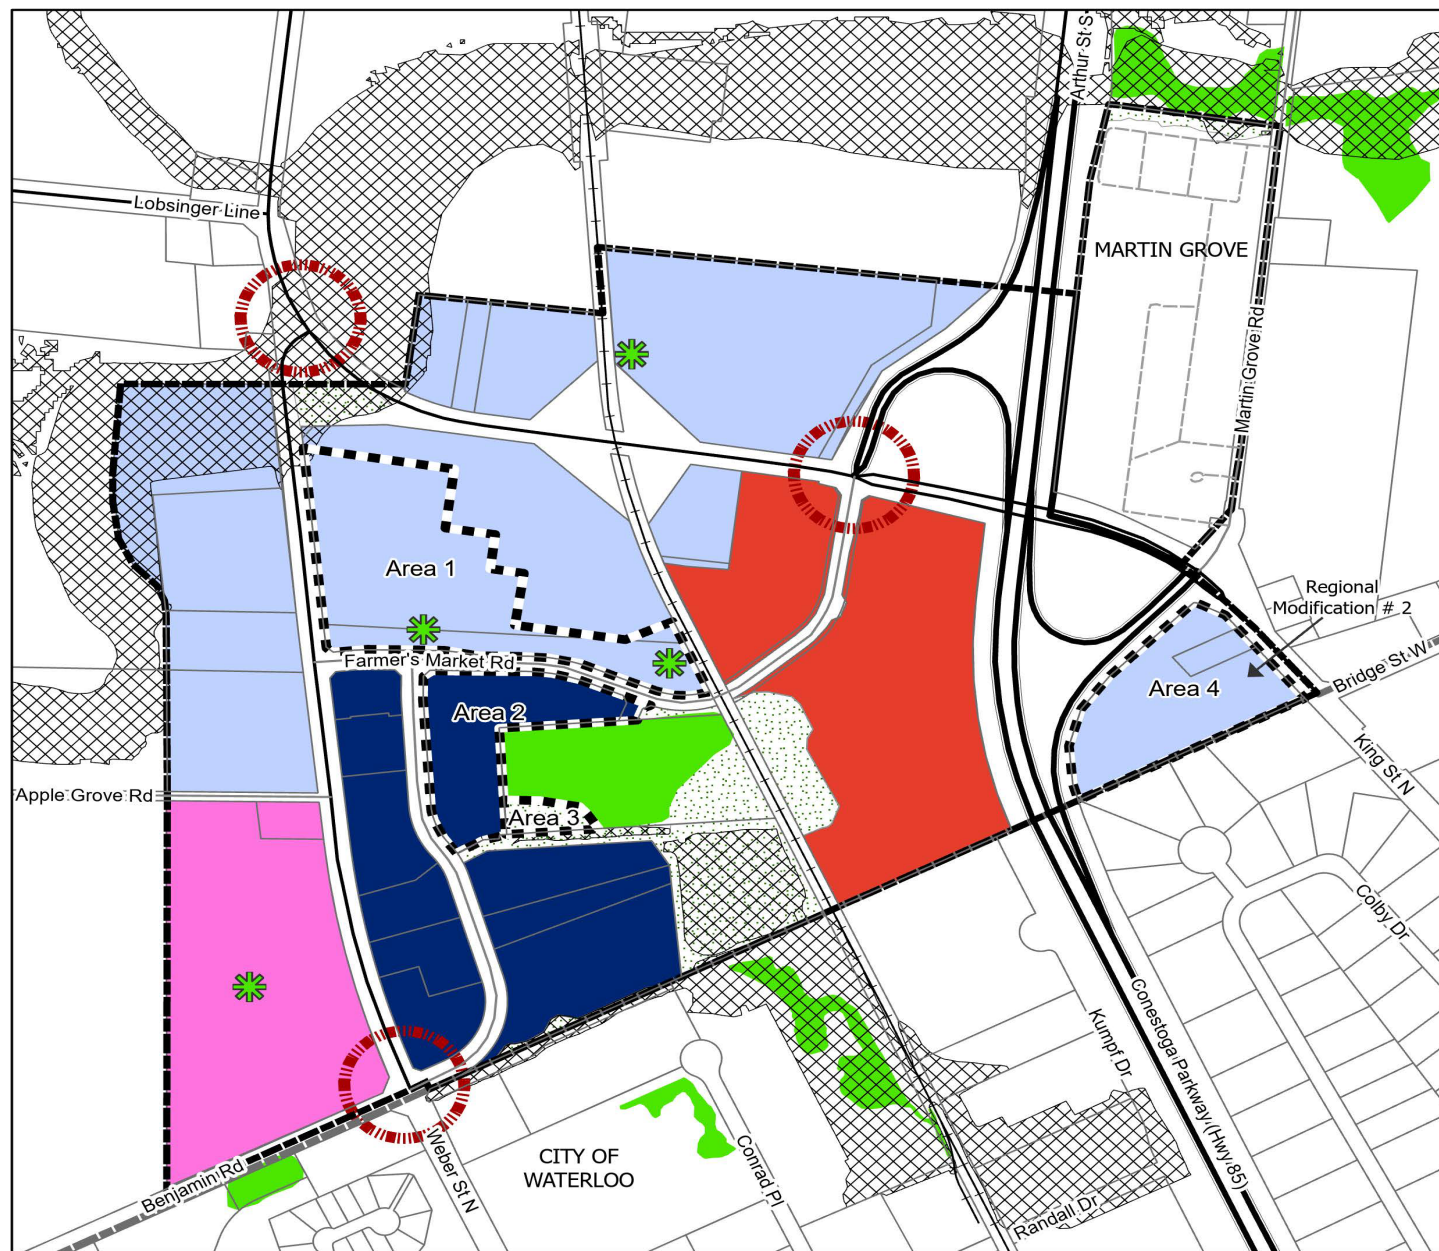 Arthur St S
Lobsinger Line
MARTIN GROVE
Martin Grove Rd
Area 1
Regional
Modification # 2
Farmer's Market Rd
Bridge St W
Area 4
Area 2
King St N
Apple Grove Rd
Area 3
Colby Dr
Conestoga Parkway (Hwy 85)
Kumpf Dr
CITY OF
WATERLOO
Weber St N
Conrad Pl
Benjamin Rd
Randall Dr